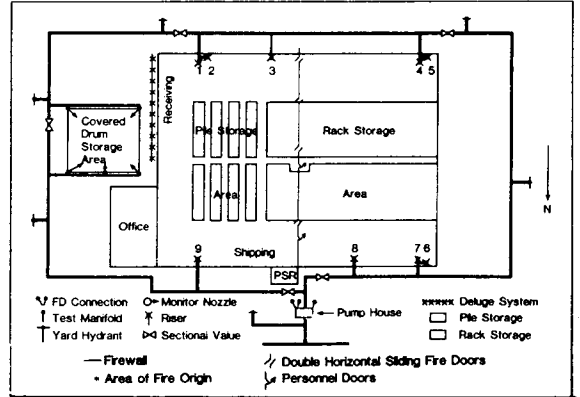 1 2 3 4 5
Receiving
Covered
Drum
Storage
Area
Pile Storage
Rack Storage
Area
Area
N
Office
9 Shipping 8 7 6
PSR
FD Connection
Monitor Nozzle
Deluge System
Test Manifold
Riser
Pump House
Pile Storage
Yard Hydrant
Sectional Value
Rack Storage
Firewall
Double Horizontal Sliding Fire Doors
Area of Fire Origin
Personnel Doors